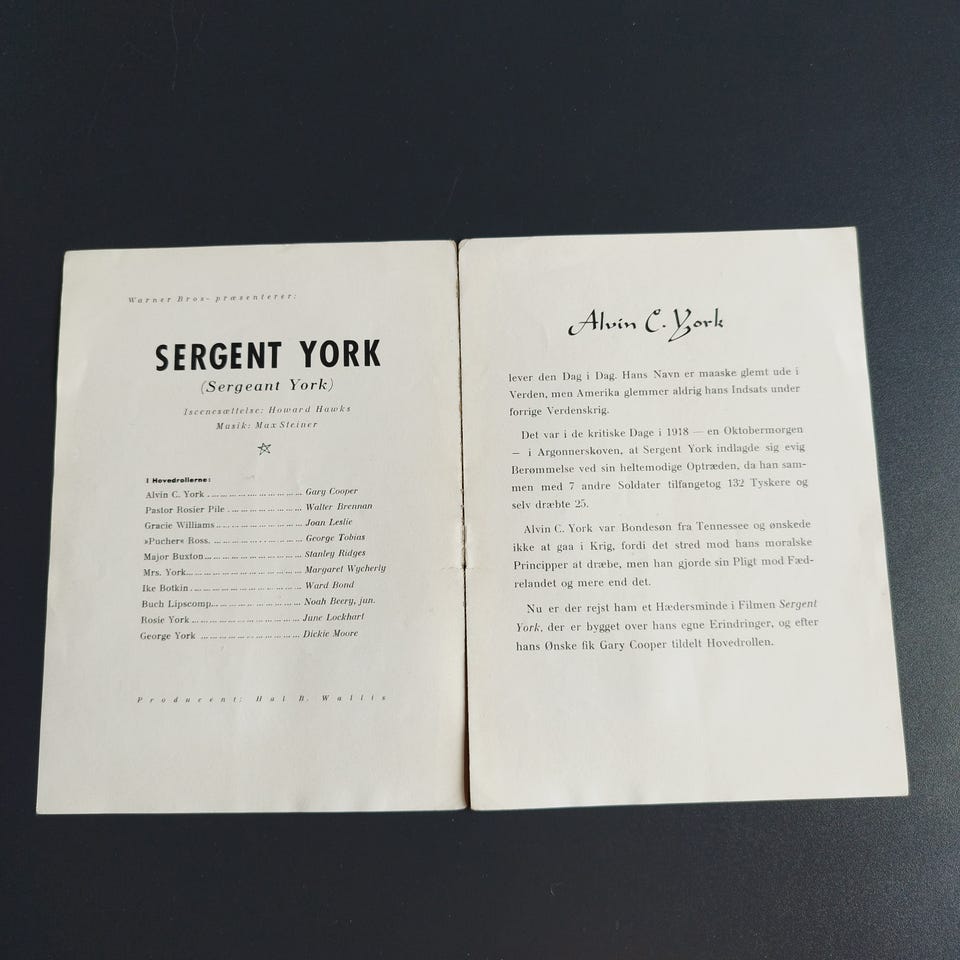 Warner Bros- præsenterer:
SERGENT YORK
(Sergeant York)
Iscenesættelse: Howard Hawks
Musik: Max Steiner
I Hovedrollerne:
Alvin C. York ........................... Gary Cooper
Pastor Rosier Pile ..................... Walter Brennan
Gracie Williams ........................ Joan Leslie
»Pucher« Ross. ........................ George Tobias
Major Buxton ........................... Stanley Ridges
Mrs. York................................. Margaret Wycherly
Ike Botkin ................................ Ward Bond
Buch Lipscomp........................ Noah Beery, jun.
Rosie York .............................. June Lockhart
George York ........................... Dickie Moore
Producent: Hal B. Wallis
Alvin C. York
lever den Dag i Dag. Hans Navn er maaske glemt ude i
Verden, men Amerika glemmer aldrig hans Indsats under
forrige Verdenskrig.
Det var i de kritiske Dage i 1918 — en Oktobermorgen
— i Argonnerskoven, at Sergent York indlagde sig evig
Berømmelse ved sin heltemodige Optræden, da han sam-
men med 7 andre Soldater tilfangetog 132 Tyskere og
selv dræbte 25.
Alvin C. York var Bondesøn fra Tennessee og ønskede
ikke at gaa i Krig, fordi det stred mod hans moralske
Principper at dræbe, men han gjorde sin Pligt mod Fæd-
relandet og mere end det.
Nu er der rejst ham et Hædersminde i Filmen Sergent
York, der er bygget over hans egne Erindringer, og efter
hans Ønske fik Gary Cooper tildelt Hovedrollen.